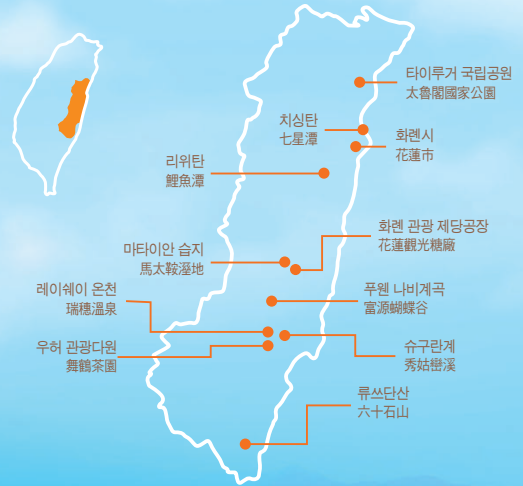 타이루거 국립공원
太魯閣國家公園
치싱탄
七星潭
화롄시
花蓮市
리위탄
鯉魚潭
화롄 관광 제당공장
花蓮觀光糖廠
마타이안 습지
馬太鞍溼地
레이쉐이 온천
瑞穗溫泉
푸웬 나비계곡
富源蝴蝶谷
우허 관광다원
舞鶴茶園
슈구란계
秀姑巒溪
류쓰단산
六十石山